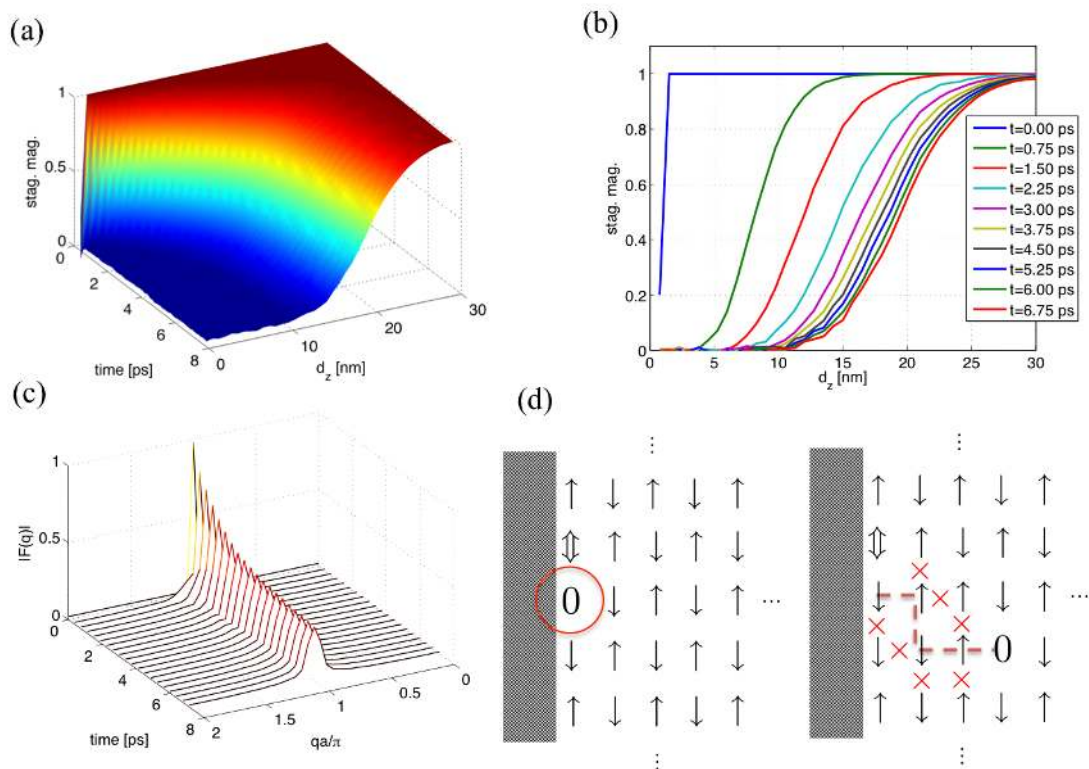 (a)
stag. mag.
1
0.5
0
0
2
4
6
8
time [ps]
0
10
20
30
d_z [nm]
(b)
stag. mag.
1
0.8
0.6
0.4
0.2
0
0
5
10
15
20
25
30
d_z [nm]
t=0.00 ps
t=0.75 ps
t=1.50 ps
t=2.25 ps
t=3.00 ps
t=3.75 ps
t=4.50 ps
t=5.25 ps
t=6.00 ps
t=6.75 ps
(c)
|F(q)|
1
0.5
0
0
2
4
6
8
time [ps]
2
1.5
1
0.5
0
qa/π
(d)
0
0